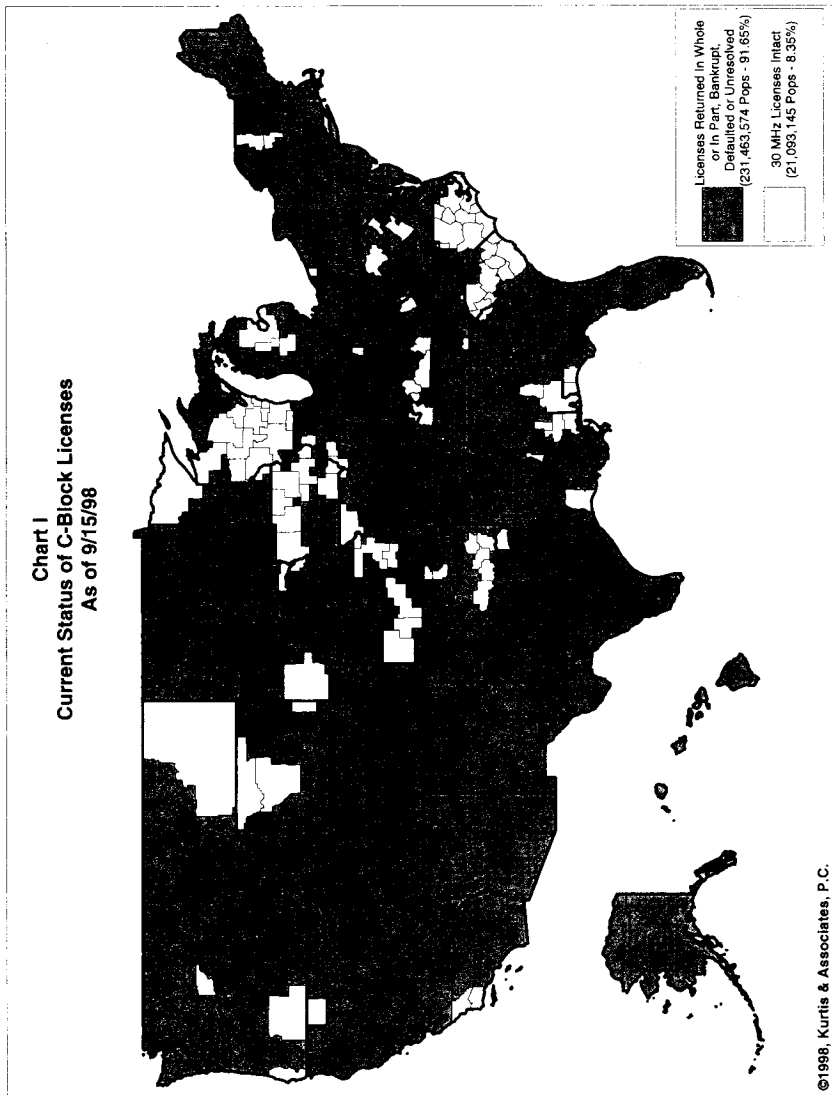 Chart I
Current Status of C-Block Licenses
As of 9/15/98
Licenses Returned In Whole
or In Part, Bankrupt,
Defaulted or Unresolved
(231,463,574 Pops - 91.65%)
30 MHz Licenses Intact
(21,093,145 Pops - 8.35%)
©1998, Kurtis & Associates, P.C.